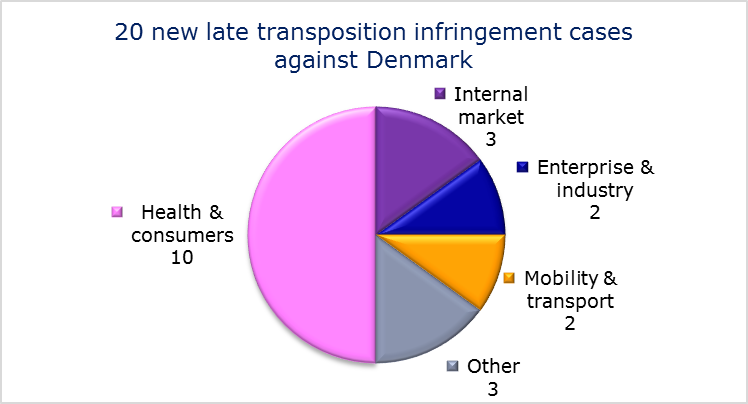 20 new late transposition infringement cases
against Denmark
Internal
market
3
Enterprise &
industry
2
Mobility &
transport
2
Other
3
Health &
consumers
10